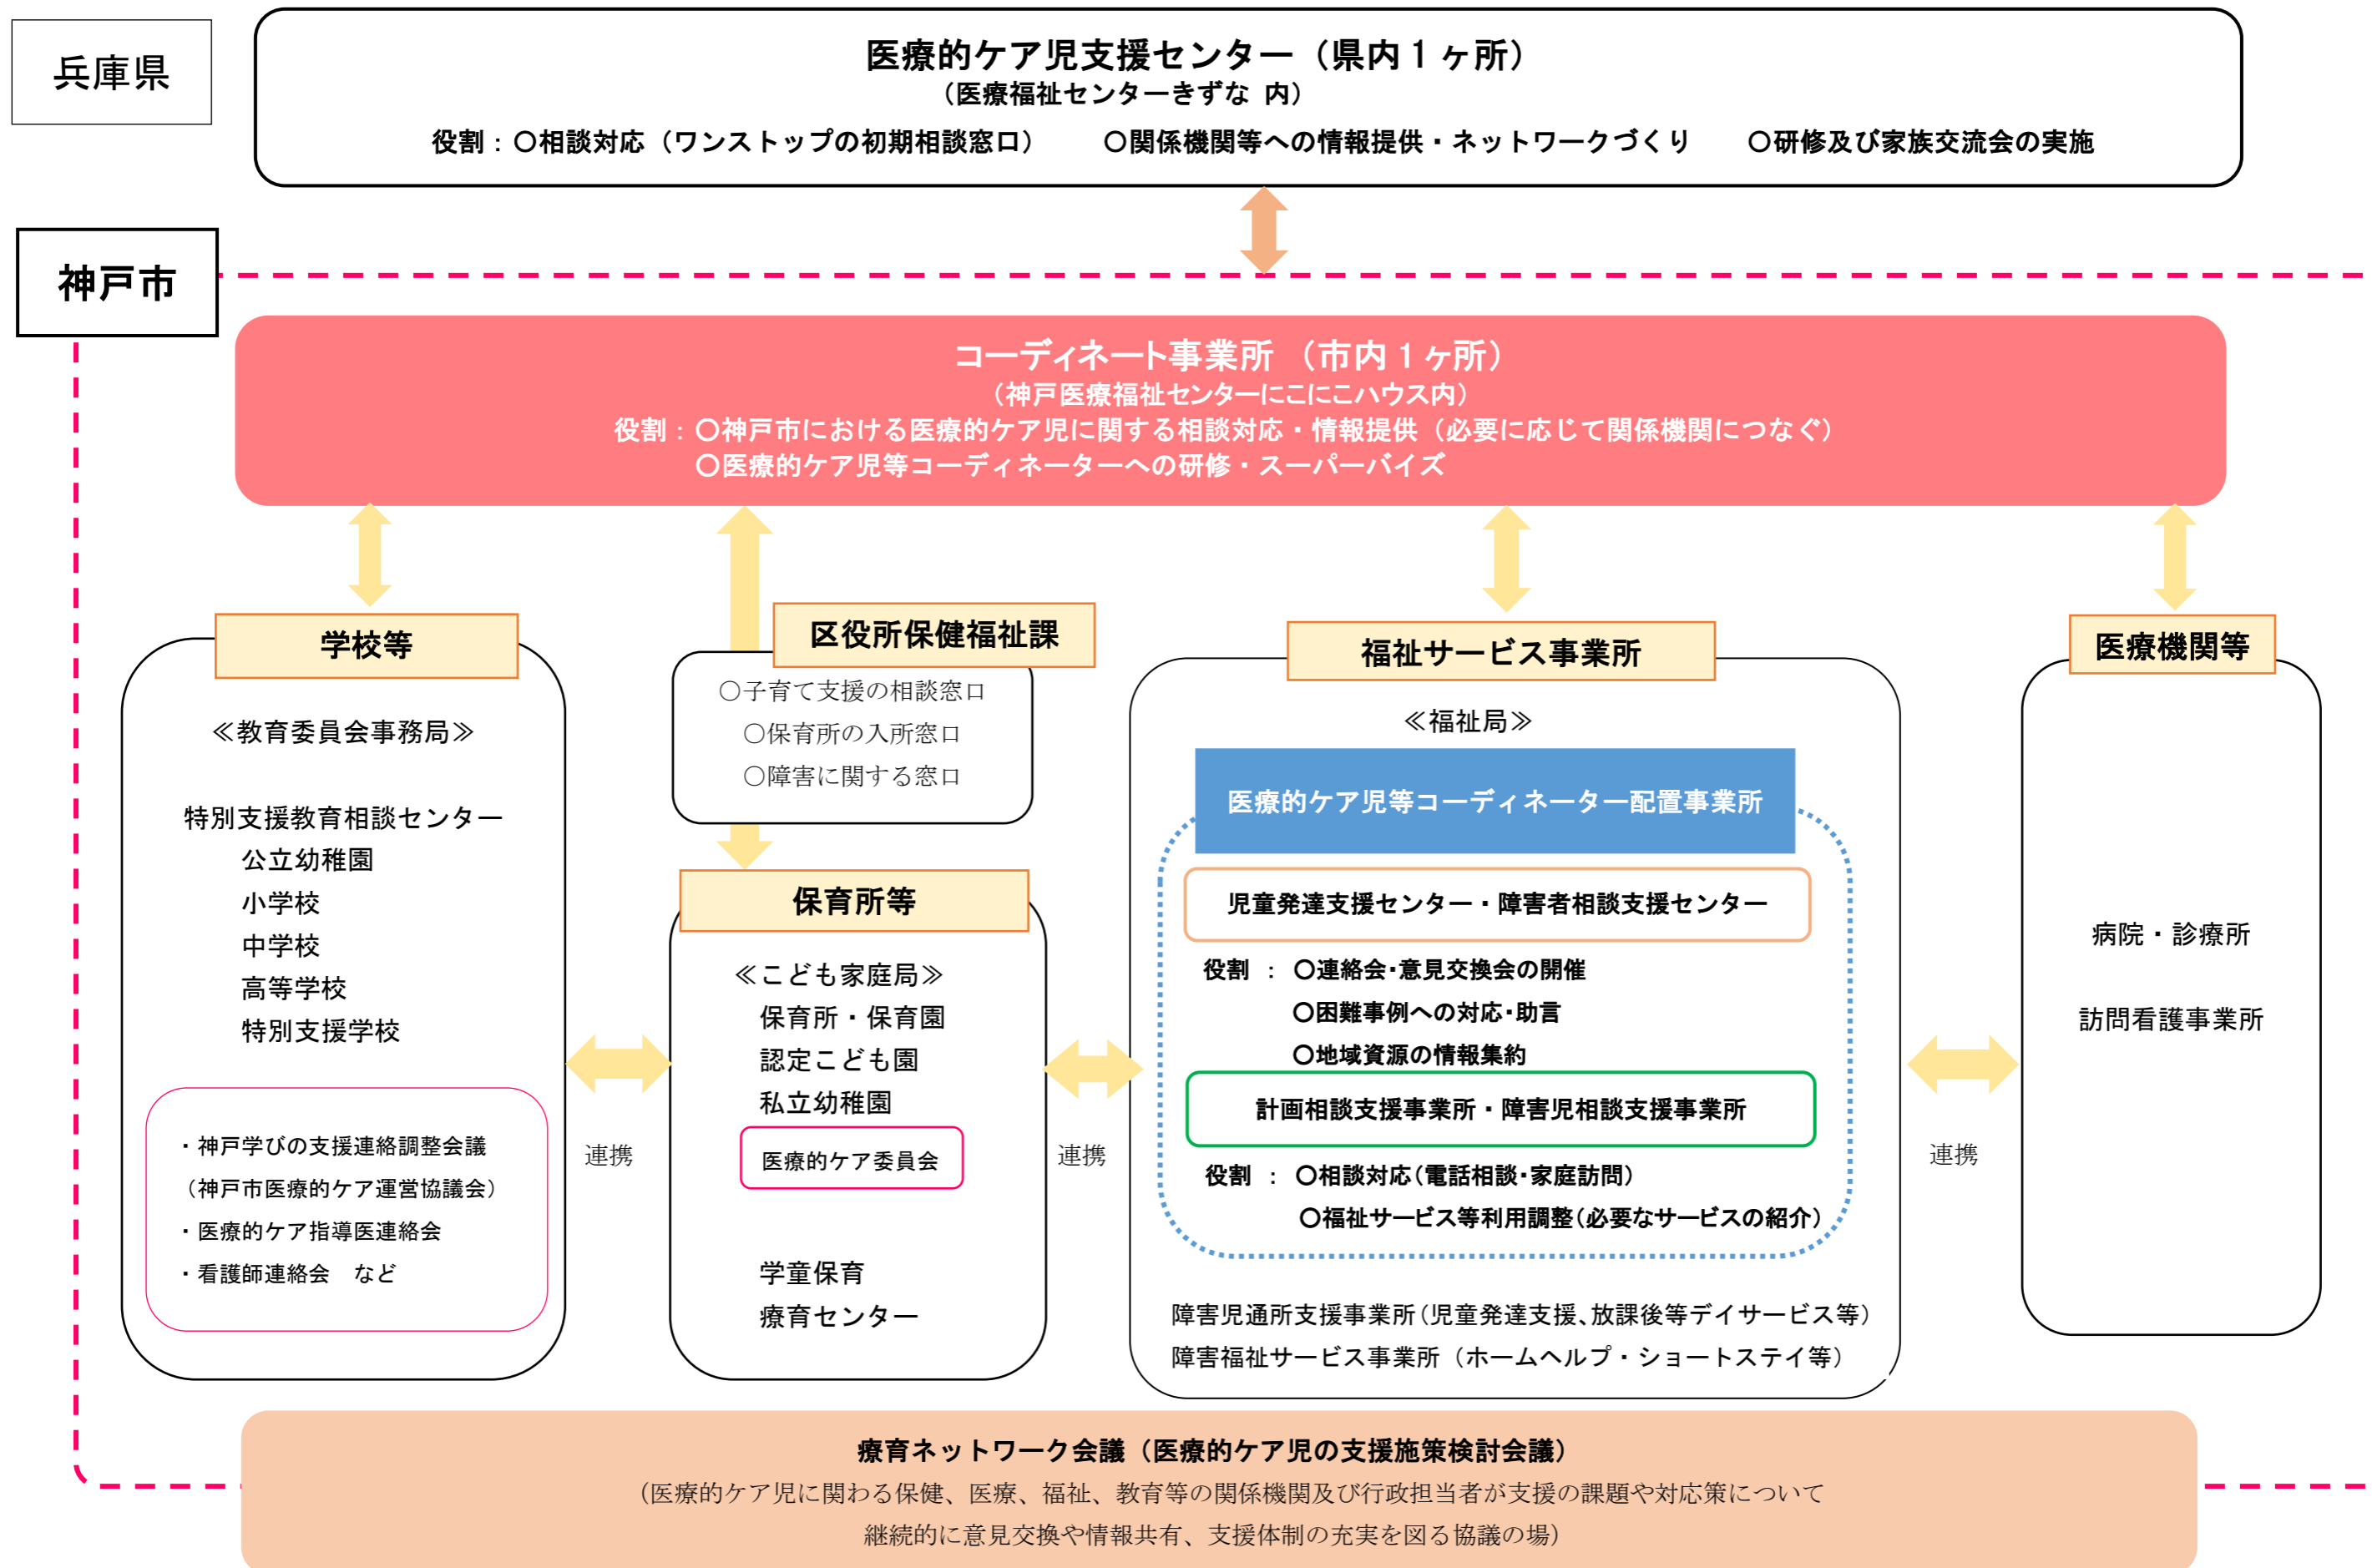 兵庫県
医療的ケア児支援センター（県内１ヶ所）
（医療福祉センターきずな 内）
役割：〇相談対応（ワンストップの初期相談窓口）　　〇関係機関等への情報提供・ネットワークづくり　　〇研修及び家族交流会の実施
神戸市
コーディネート事業所 （市内１ヶ所）
（神戸医療福祉センターにこにこハウス内）
役割：〇神戸市における医療的ケア児に関する相談対応・情報提供（必要に応じて関係機関につなぐ）
〇医療的ケア児等コーディネーターへの研修・スーパーバイズ
学校等
≪教育委員会事務局≫
特別支援教育相談センター
公立幼稚園
小学校
中学校
高等学校
特別支援学校
・神戸学びの支援連絡調整会議
（神戸市医療的ケア運営協議会）
・医療的ケア指導医連絡会
・看護師連絡会　など
連携
区役所保健福祉課
〇子育て支援の相談窓口
〇保育所の入所窓口
〇障害に関する窓口
保育所等
≪こども家庭局≫
保育所・保育園
認定こども園
私立幼稚園
医療的ケア委員会
学童保育
療育センター
連携
福祉サービス事業所
≪福祉局≫
医療的ケア児等コーディネーター配置事業所
児童発達支援センター・障害者相談支援センター
役割 ： 〇連絡会・意見交換会の開催
〇困難事例への対応・助言
〇地域資源の情報集約
計画相談支援事業所・障害児相談支援事業所
役割 ： 〇相談対応（電話相談・家庭訪問）
〇福祉サービス等利用調整（必要なサービスの紹介）
障害児通所支援事業所（児童発達支援、放課後等デイサービス等）
障害福祉サービス事業所（ホームヘルプ・ショートステイ等）
連携
医療機関等
病院・診療所
訪問看護事業所
療育ネットワーク会議（医療的ケア児の支援施策検討会議）
（医療的ケア児に関わる保健、医療、福祉、教育等の関係機関及び行政担当者が支援の課題や対応策について
継続的に意見交換や情報共有、支援体制の充実を図る協議の場）